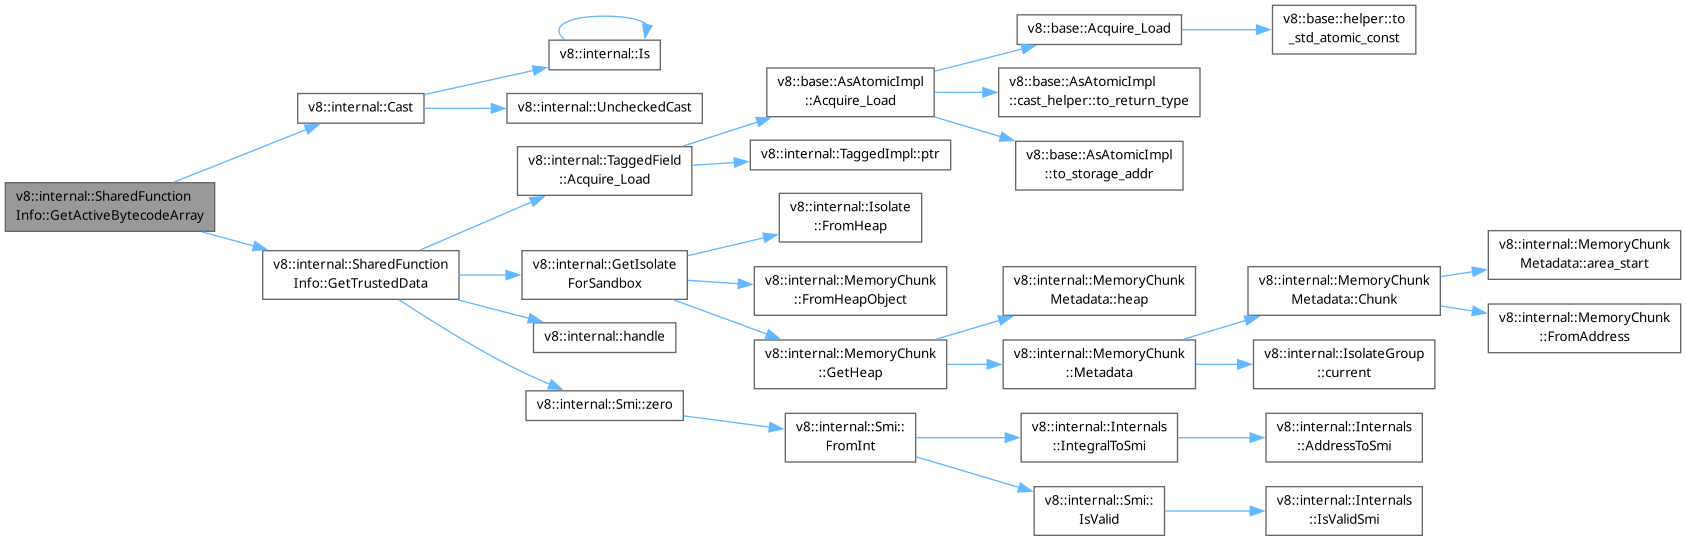 v8::internal::SharedFunction
Info::GetActiveBytecodeArray
v8::internal::Cast
v8::internal::Is
v8::internal::UncheckedCast
v8::internal::SharedFunction
Info::GetTrustedData
v8::internal::TaggedField
::Acquire_Load
v8::base::AsAtomicImpl
::Acquire_Load
v8::base::Acquire_Load
v8::base::helper::to
_std_atomic_const
v8::base::AsAtomicImpl
::cast_helper::to_return_type
v8::base::AsAtomicImpl
::to_storage_addr
v8::internal::TaggedImpl::ptr
v8::internal::GetIsolate
ForSandbox
v8::internal::Isolate
::FromHeap
v8::internal::MemoryChunk
::FromHeapObject
v8::internal::MemoryChunk
::GetHeap
v8::internal::MemoryChunk
Metadata::heap
v8::internal::MemoryChunk
::Metadata
v8::internal::MemoryChunk
Metadata::Chunk
v8::internal::MemoryChunk
Metadata::area_start
v8::internal::MemoryChunk
::FromAddress
v8::internal::IsolateGroup
::current
v8::internal::handle
v8::internal::Smi::zero
v8::internal::Smi::
FromInt
v8::internal::Internals
::IntegralToSmi
v8::internal::Internals
::AddressToSmi
v8::internal::Smi::
IsValid
v8::internal::Internals
::IsValidSmi